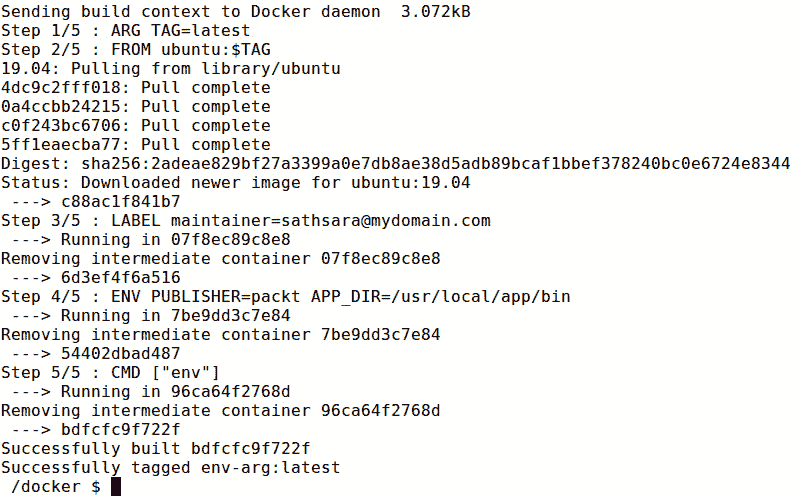 Sending build context to Docker daemon  3.072kB
Step 1/5 : ARG TAG=latest
Step 2/5 : FROM ubuntu:$TAG
19.04: Pulling from library/ubuntu
4dc9c2fff018: Pull complete
0a4ccbb24215: Pull complete
c0f243bc6706: Pull complete
5ff1eaecba77: Pull complete
Digest: sha256:2adeae829bf27a3399a0e7db8ae38d5adb89bcaf1bbef378240bc0e6724e8344
Status: Downloaded newer image for ubuntu:19.04
 ---> c88ac1f841b7
Step 3/5 : LABEL maintainer=sathsara@mydomain.com
 ---> Running in 07f8ec89c8e8
Removing intermediate container 07f8ec89c8e8
 ---> 6d3ef4f6a516
Step 4/5 : ENV PUBLISHER=packt APP_DIR=/usr/local/app/bin
 ---> Running in 7be9dd3c7e84
Removing intermediate container 7be9dd3c7e84
 ---> 54402dbad487
Step 5/5 : CMD ["env"]
 ---> Running in 96ca64f2768d
Removing intermediate container 96ca64f2768d
 ---> bdfcfc9f722f
Successfully built bdfcfc9f722f
Successfully tagged env-arg:latest
 /docker $